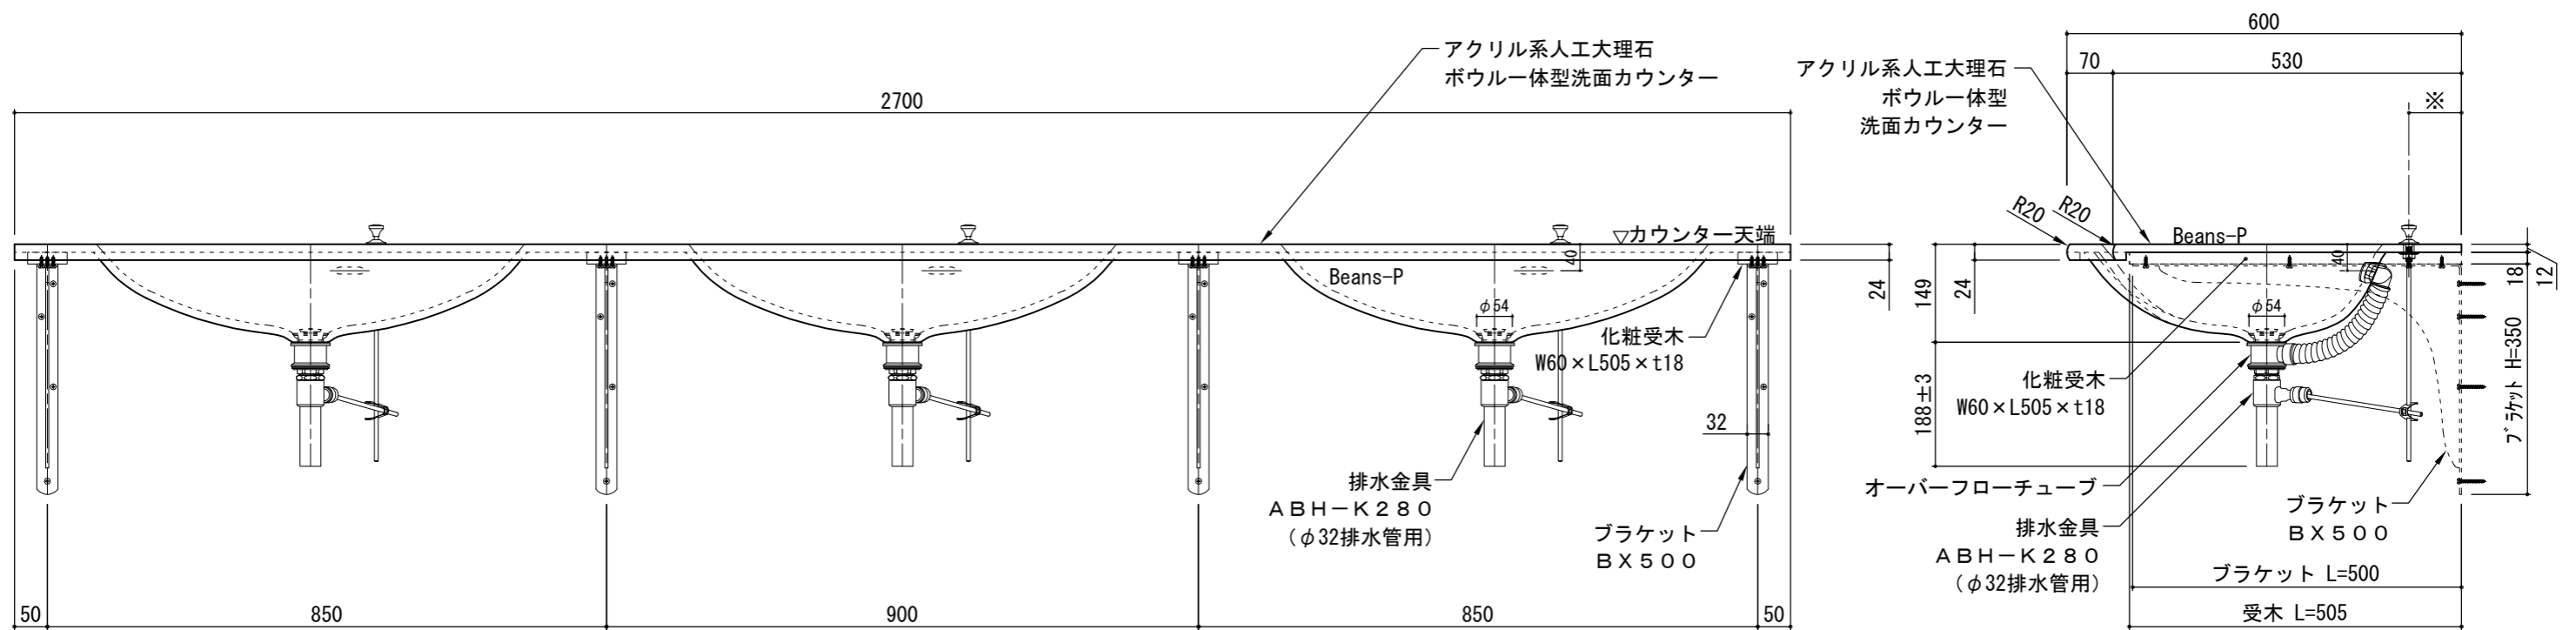 アクリル系人工大理石
ボウル一体型洗面カウンター
2700
▽カウンター天端
40
Beans-P
φ54
24
化粧受木
W60×L505×t18
32
排水金具
ABH－K280
（φ32排水管用）
ブラケット
BX500
50
850
900
850
50
600
70
530
※
アクリル系人工大理石
ボウル一体型
洗面カウンター
R20
R20
Beans-P
40
149
24
18
12
φ54
188±3
化粧受木
W60×L505×t18
ブラケット H=350
オーバーフローチューブ
排水金具
ABH－K280
（φ32排水管用）
ブラケット
BX500
ブラケット L=500
受木 L=505